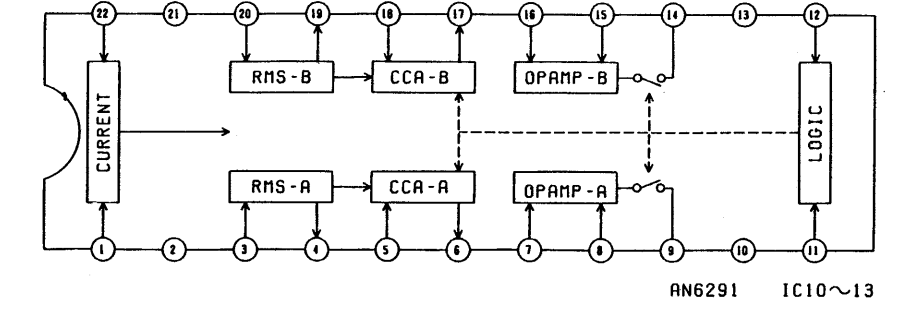 22 21 20 19 18 17 16 15 14 13 12
RMS-B CCA-B OPAMP-B
CURRENT LOGIC
RMS-A CCA-A OPAMP-A
1 2 3 4 5 6 7 8 9 10 11
AN6291 IC10～13